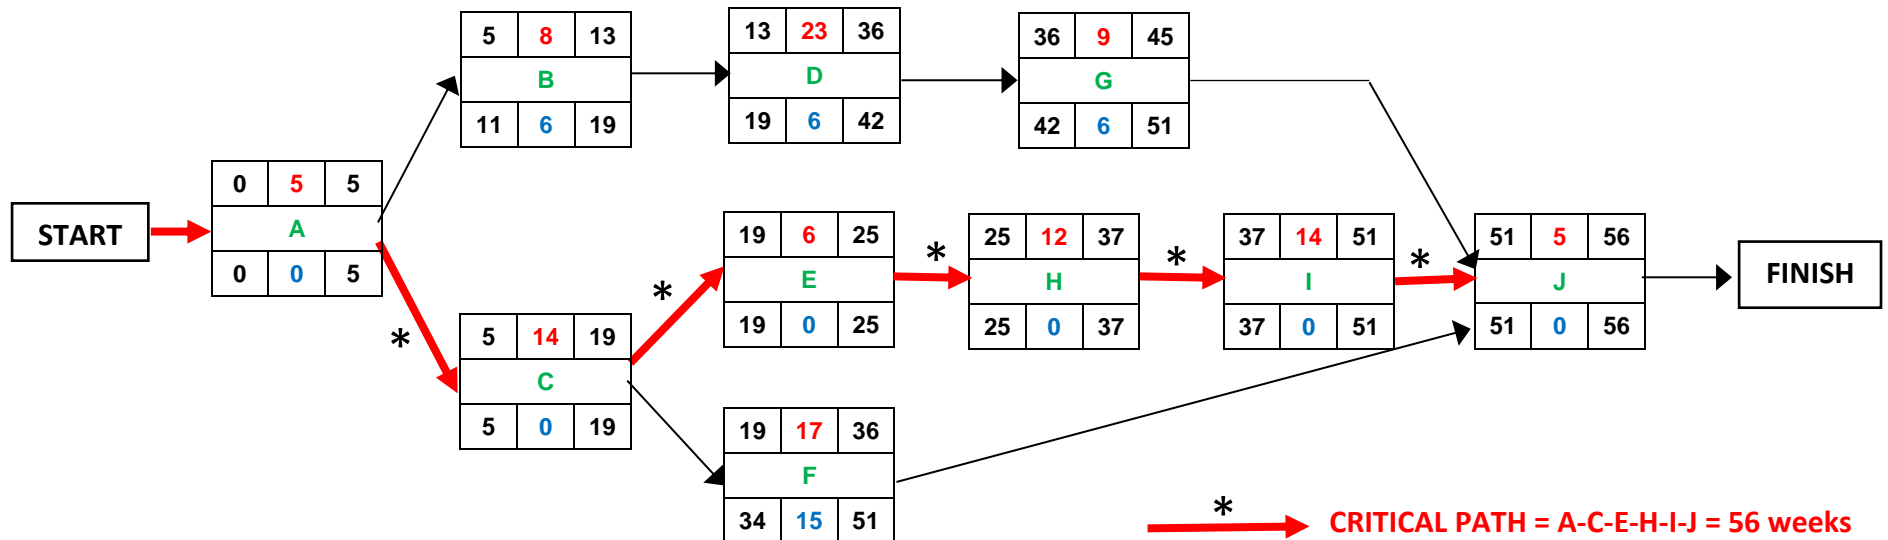 START
0 5 5
A
0 0 5
5 8 13
B
11 6 19
13 23 36
D
19 6 42
36 9 45
G
42 6 51
5 14 19
C
5 0 19
19 6 25
E
19 0 25
25 12 37
H
25 0 37
37 14 51
I
37 0 51
51 5 56
J
51 0 56
FINISH
19 17 36
F
34 15 51
*
*
*
*
*
* CRITICAL PATH = A-C-E-H-I-J = 56 weeks